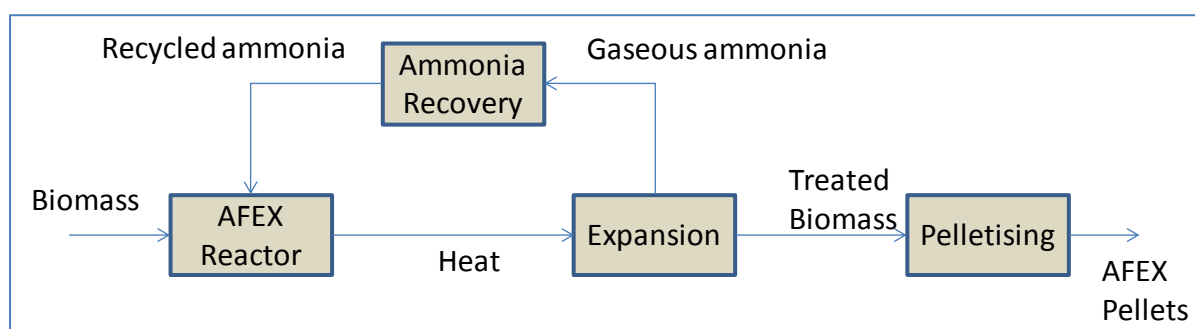 Recycled ammonia
Gaseous ammonia
Ammonia
Recovery
Biomass
AFEX
Reactor
Heat
Expansion
Treated
Biomass
Pelletising
AFEX
Pellets